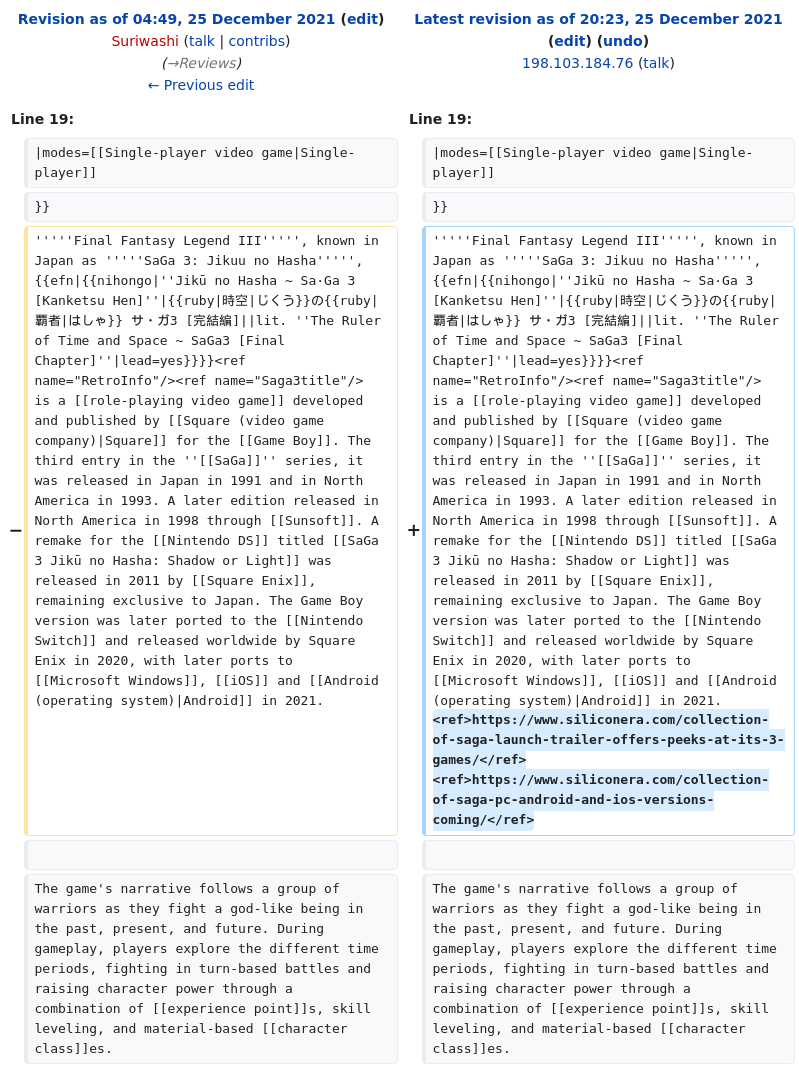 Revision as of 04:49, 25 December 2021 (edit)
Suriwashi (talk | contribs)
(→Reviews)
← Previous edit
Latest revision as of 20:23, 25 December 2021
(edit) (undo)
198.103.184.76 (talk)
Line 19:
Line 19:
|modes=[[Single-player video game|Single-
player]]
|modes=[[Single-player video game|Single-
player]]
}}
}}
−
'''''Final Fantasy Legend III''''', known in
Japan as '''''SaGa 3: Jikuu no Hasha''''',
{{efn|{{nihongo|''Jikū no Hasha ~ Sa·Ga 3
[Kanketsu Hen]''|{{ruby|時空|じくう}}の{{ruby|
覇者|はしゃ}} サ・ガ3 [完結編]||lit. ''The Ruler
of Time and Space ~ SaGa3 [Final
Chapter]''|lead=yes}}}}<ref
name="RetroInfo"/><ref name="Saga3title"/>
is a [[role-playing video game]] developed
and published by [[Square (video game
company)|Square]] for the [[Game Boy]]. The
third entry in the ''[[SaGa]]'' series, it
was released in Japan in 1991 and in North
America in 1993. A later edition released in
North America in 1998 through [[Sunsoft]]. A
remake for the [[Nintendo DS]] titled [[SaGa
3 Jikū no Hasha: Shadow or Light]] was
released in 2011 by [[Square Enix]],
remaining exclusive to Japan. The Game Boy
version was later ported to the [[Nintendo
Switch]] and released worldwide by Square
Enix in 2020, with later ports to
[[Microsoft Windows]], [[iOS]] and [[Android
(operating system)|Android]] in 2021.
+
'''''Final Fantasy Legend III''''', known in
Japan as '''''SaGa 3: Jikuu no Hasha''''',
{{efn|{{nihongo|''Jikū no Hasha ~ Sa·Ga 3
[Kanketsu Hen]''|{{ruby|時空|じくう}}の{{ruby|
覇者|はしゃ}} サ・ガ3 [完結編]||lit. ''The Ruler
of Time and Space ~ SaGa3 [Final
Chapter]''|lead=yes}}}}<ref
name="RetroInfo"/><ref name="Saga3title"/>
is a [[role-playing video game]] developed
and published by [[Square (video game
company)|Square]] for the [[Game Boy]]. The
third entry in the ''[[SaGa]]'' series, it
was released in Japan in 1991 and in North
America in 1993. A later edition released in
North America in 1998 through [[Sunsoft]]. A
remake for the [[Nintendo DS]] titled [[SaGa
3 Jikū no Hasha: Shadow or Light]] was
released in 2011 by [[Square Enix]],
remaining exclusive to Japan. The Game Boy
version was later ported to the [[Nintendo
Switch]] and released worldwide by Square
Enix in 2020, with later ports to
[[Microsoft Windows]], [[iOS]] and [[Android
(operating system)|Android]] in 2021.
<ref>https://www.siliconera.com/collection-
of-saga-launch-trailer-offers-peeks-at-its-3-
games/</ref>
<ref>https://www.siliconera.com/collection-
of-saga-pc-android-and-ios-versions-
coming/</ref>
The game's narrative follows a group of
warriors as they fight a god-like being in
the past, present, and future. During
gameplay, players explore the different time
periods, fighting in turn-based battles and
raising character power through a
combination of [[experience point]]s, skill
leveling, and material-based [[character
class]]es.
The game's narrative follows a group of
warriors as they fight a god-like being in
the past, present, and future. During
gameplay, players explore the different time
periods, fighting in turn-based battles and
raising character power through a
combination of [[experience point]]s, skill
leveling, and material-based [[character
class]]es.